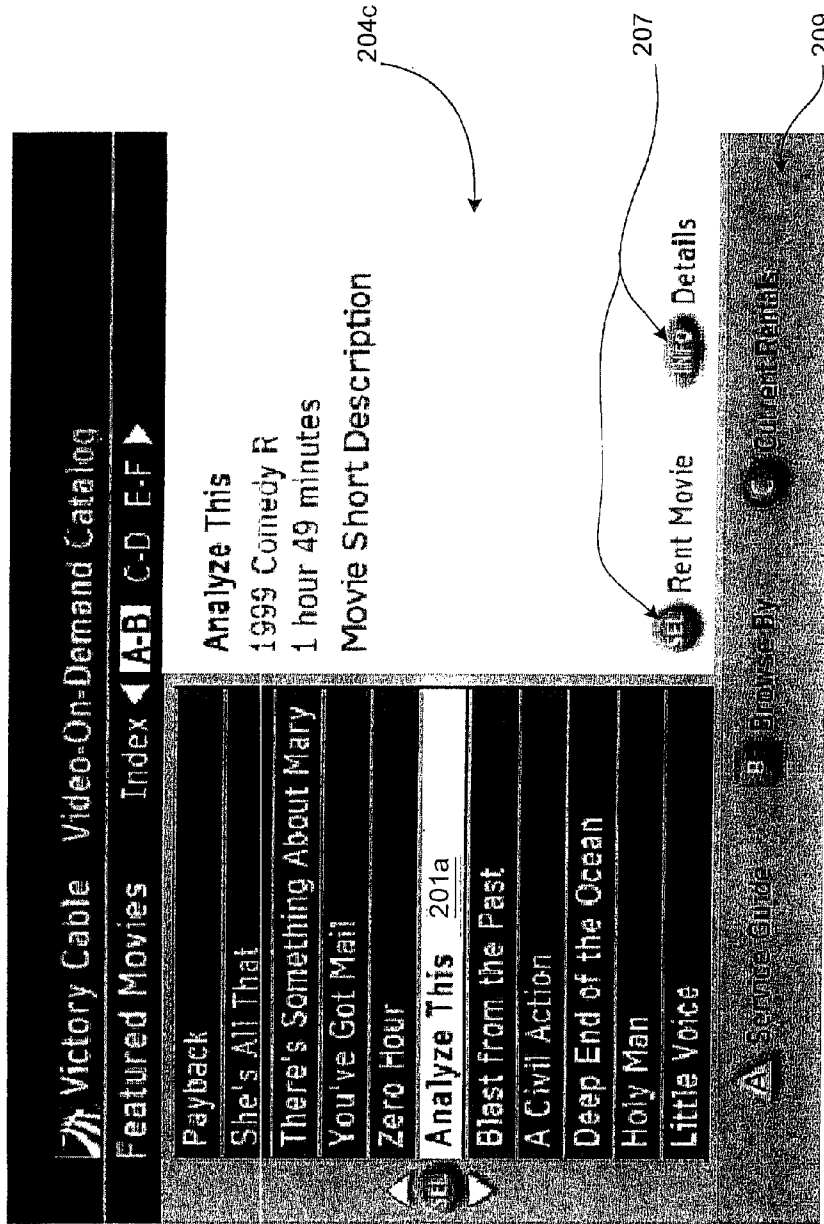 Victory Cable Video-On-Demand Catalog
Featured Movies Index A-B C-D E-F
Payback
She's All That
There's Something About Mary
You've Got Mail
Zero Hour
Analyze This 201a
Blast from the Past
A Civil Action
Deep End of the Ocean
Holy Man
Little Voice
SEL
Analyze This
1999 Comedy R
1 hour 49 minutes
Movie Short Description
SEL Rent Movie INFO Details
A Service Guide B Browse By C Current Rentals
204c
207
209